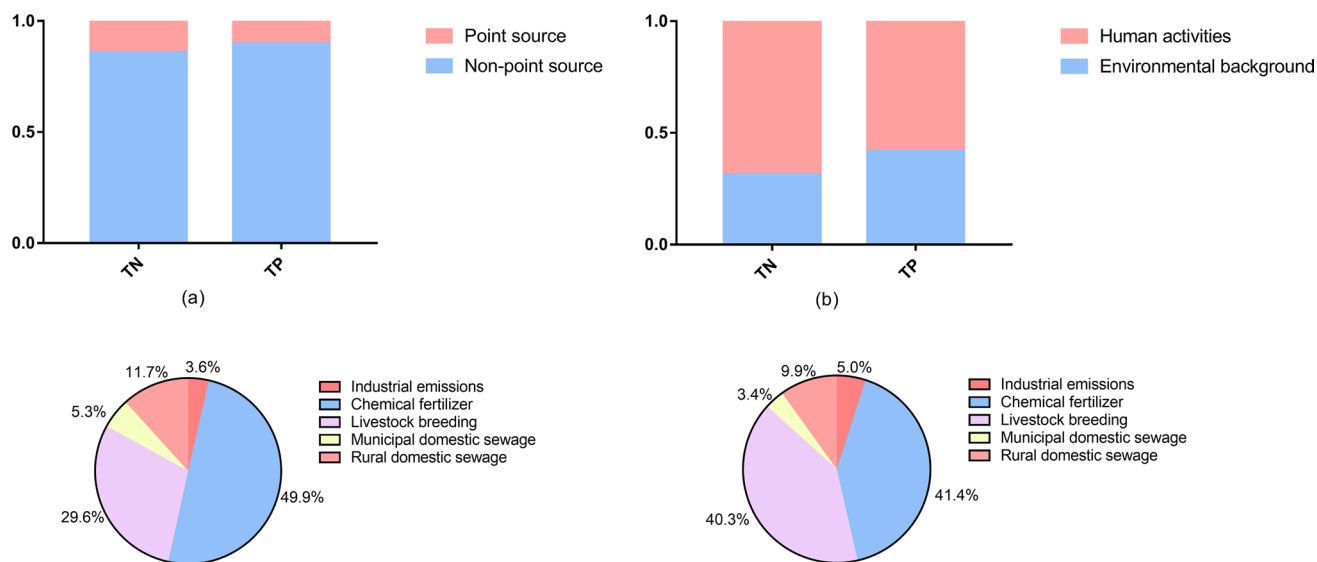 1.0
0.5
0.0
TN
TP
Point source
Non-point source
(a)
1.0
0.5
0.0
TN
TP
Human activities
Environmental background
(b)
11.7%
3.6%
5.3%
29.6%
49.9%
Industrial emissions
Chemical fertilizer
Livestock breeding
Municipal domestic sewage
Rural domestic sewage
9.9%
5.0%
3.4%
40.3%
41.4%
Industrial emissions
Chemical fertilizer
Livestock breeding
Municipal domestic sewage
Rural domestic sewage